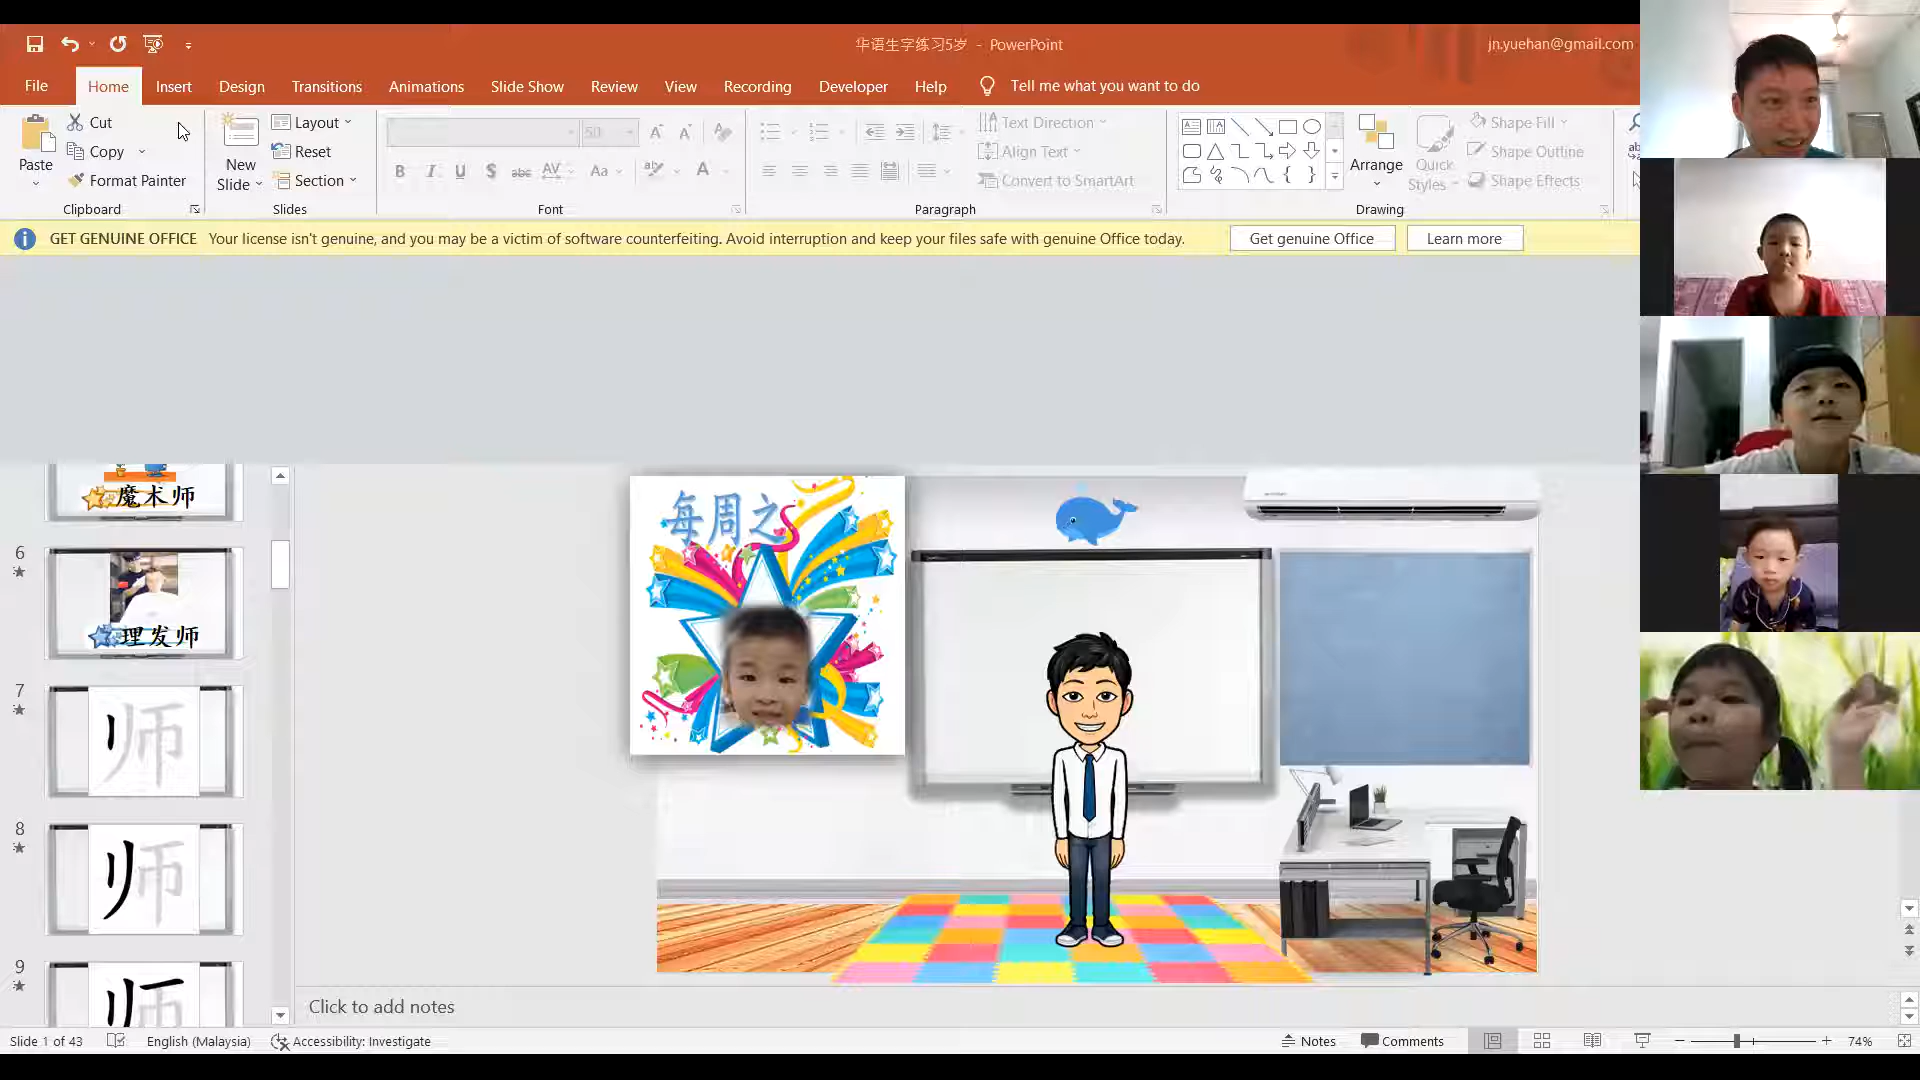 华语生字练习5岁 - PowerPoint
jn.yuehan@gmail.com
File Home Insert Design Transitions Animations Slide Show Review View Recording Developer Help Tell me what you want to do
Cut
Copy
Format Painter
Paste
Clipboard
New Slide
Layout
Reset
Section
Slides
50
B I U S abc AV Aa A
Font
Text Direction
Align Text
Convert to SmartArt
Paragraph
Arrange
Quick Styles
Shape Fill
Shape Outline
Shape Effects
Drawing
GET GENUINE OFFICE Your license isn't genuine, and you may be a victim of software counterfeiting. Avoid interruption and keep your files safe with genuine Office today. Get genuine Office Learn more
魔术师
6
理发师
7
师
8
师
9
每周之
Click to add notes
Slide 1 of 43 English (Malaysia) Accessibility: Investigate Notes Comments 74%